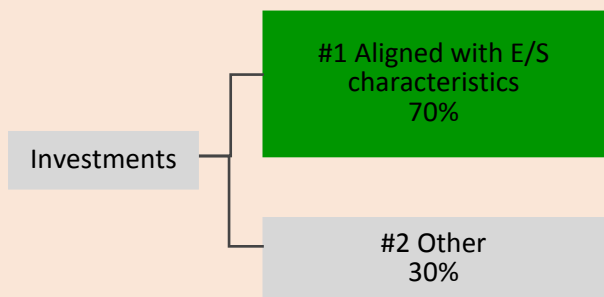 #1 Aligned with E/S
characteristics
70%
Investments
#2 Other
30%